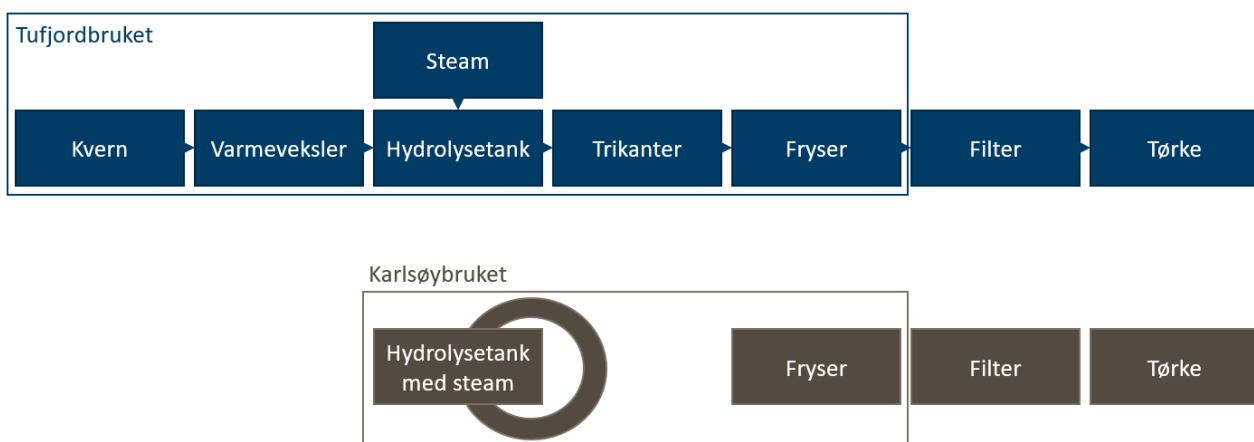 Tufjordbruket
Steam
Kvern
Varmeveksler
Hydrolysetank
Trikanter
Fryser
Filter
Tørke
Karlsøybruket
Hydrolysetank
med steam
Fryser
Filter
Tørke